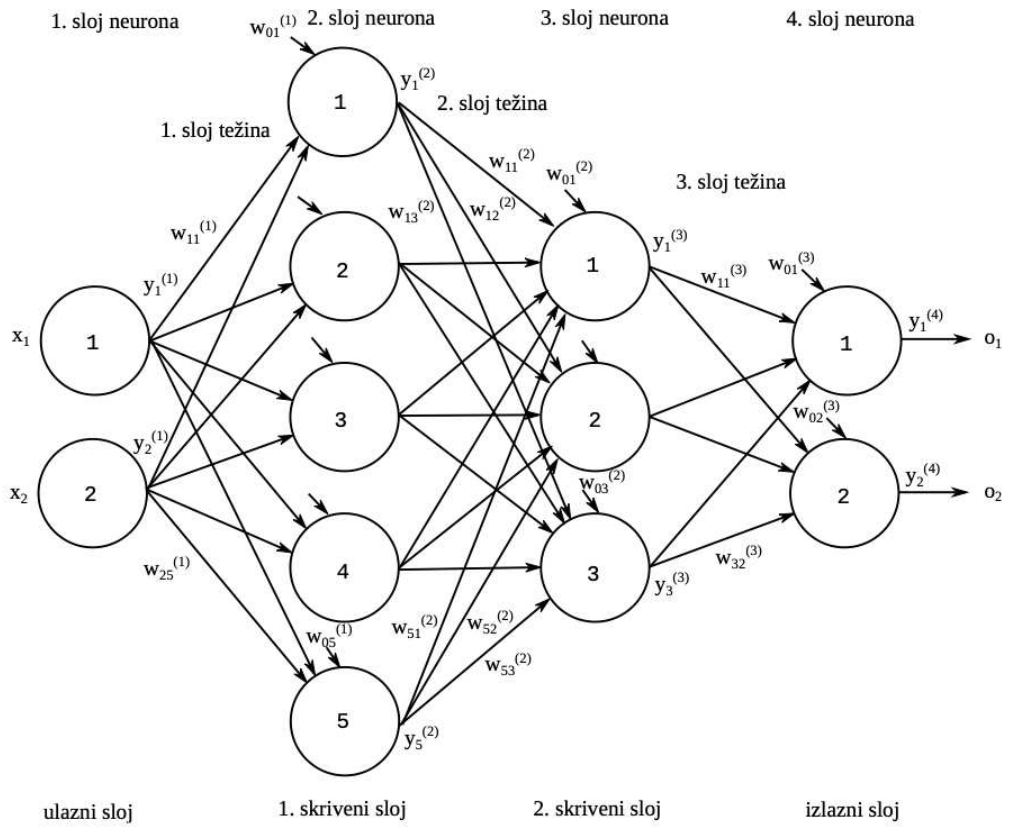 1. sloj neurona
2. sloj neurona
3. sloj neurona
4. sloj neurona
w01(1)
1
y1(2)
2. sloj težina
1. sloj težina
w11(2)
w01(2)
3. sloj težina
w13(2)
w12(2)
w11(1)
2
1
y1(3)
w11(3)
w01(3)
y1(1)
x1
1
1
y1(4)
o1
3
2
w02(3)
y2(1)
x2
2
w03(2)
2
y2(4)
o2
w25(1)
4
3
w32(3)
y3(3)
w05(1)
w51(2)
w52(2)
w53(2)
5
y5(2)
ulazni sloj
1. skriveni sloj
2. skriveni sloj
izlazni sloj